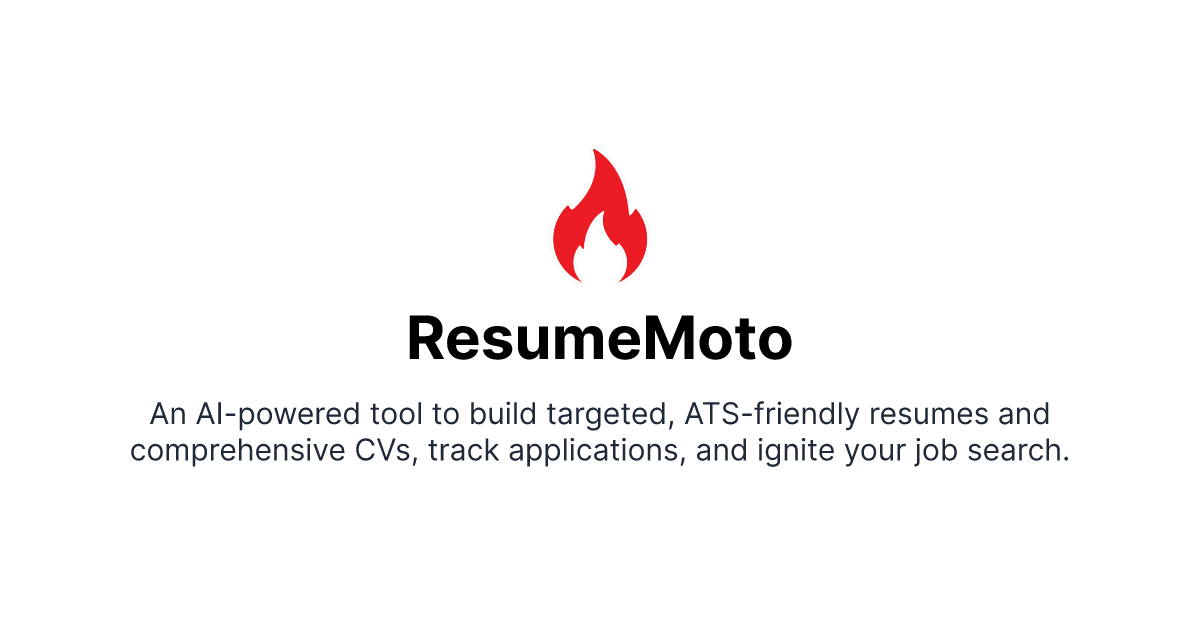 ResumeMoto
An AI-powered tool to build targeted, ATS-friendly resumes and
comprehensive CVs, track applications, and ignite your job search.